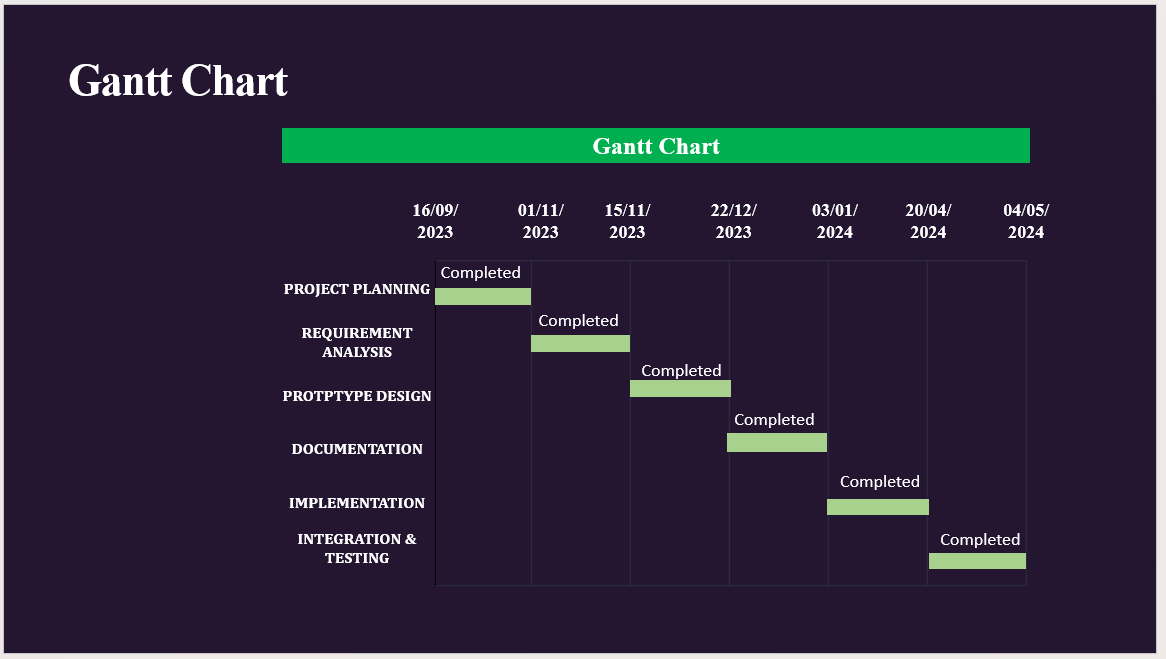 Gantt Chart
Gantt Chart
16/09/ 01/11/ 15/11/ 22/12/ 03/01/ 20/04/ 04/05/
2023 2023 2023 2023 2024 2024 2024
Completed
PROJECT PLANNING
Completed
REQUIREMENT
ANALYSIS
Completed
PROTPTYPE DESIGN
Completed
DOCUMENTATION
Completed
IMPLEMENTATION
Completed
INTEGRATION &
TESTING